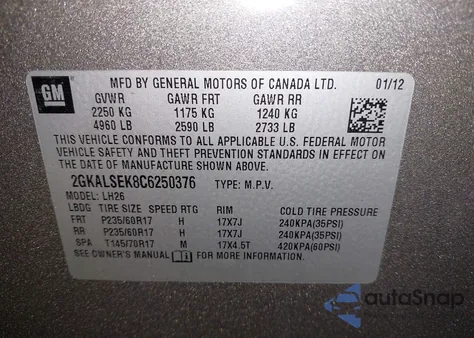 GM
MFD BY GENERAL MOTORS OF CANADA LTD. 01/12
GVWR GAWR FRT GAWR RR
2250 KG 1175 KG 1240 KG
4960 LB 2590 LB 2733 LB
THIS VEHICLE CONFORMS TO ALL APPLICABLE U.S. FEDERAL MOTOR
VEHICLE SAFETY AND THEFT PREVENTION STANDARDS IN EFFECT ON
THE DATE OF MANUFACTURE SHOWN ABOVE.
2GKALSEK8C6250376 TYPE: M.P.V.
MODEL: LH26
LBDG TIRE SIZE SPEED RTG RIM COLD TIRE PRESSURE
FRT P235/60R17 H 17X7J 240KPA(35PSI)
RR P235/60R17 H 17X7J 240KPA(35PSI)
SPA T145/70R17 M 17X4.5T 420KPA(60PSI)
SEE OWNER'S MANUAL FOR MORE INFORMATION.
autoSnap